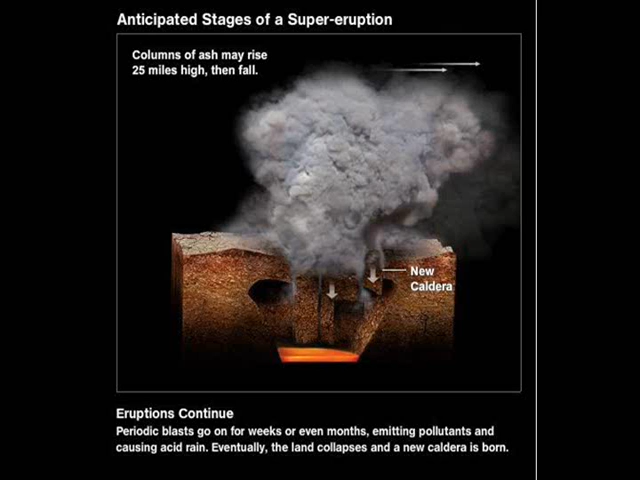 Anticipated Stages of a Super-eruption
Columns of ash may rise
25 miles high, then fall.
New
Caldera
Eruptions Continue
Periodic blasts go on for weeks or even months, emitting pollutants and
causing acid rain. Eventually, the land collapses and a new caldera is born.